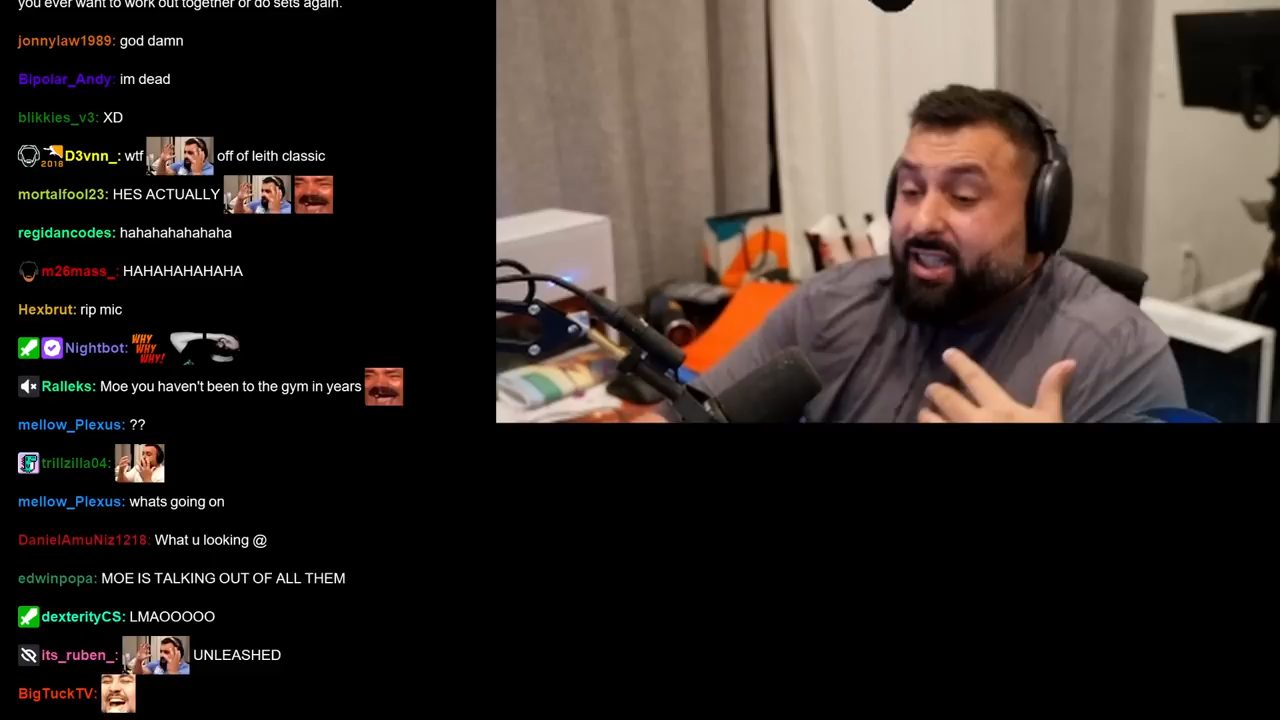 you ever want to work out together or do sets again.
jonnylaw1989: god damn
Bipolar_Andy: im dead
blikkies_v3: XD
2018 D3vnn_: wtf off of leith classic
mortalfool23: HES ACTUALLY
regidancodes: hahahahahahaha
m26mass_: HAHAHAHAHAHA
Hexbrut: rip mic
Nightbot: WHY WHY WHY!
Ralleks: Moe you haven't been to the gym in years
mellow_Plexus: ??
trillzilla04:
mellow_Plexus: whats going on
DanielAmuNiz1218: What u looking @
edwinpopa: MOE IS TALKING OUT OF ALL THEM
dexterityCS: LMAOOOOO
its_ruben_: UNLEASHED
BigTuckTV: